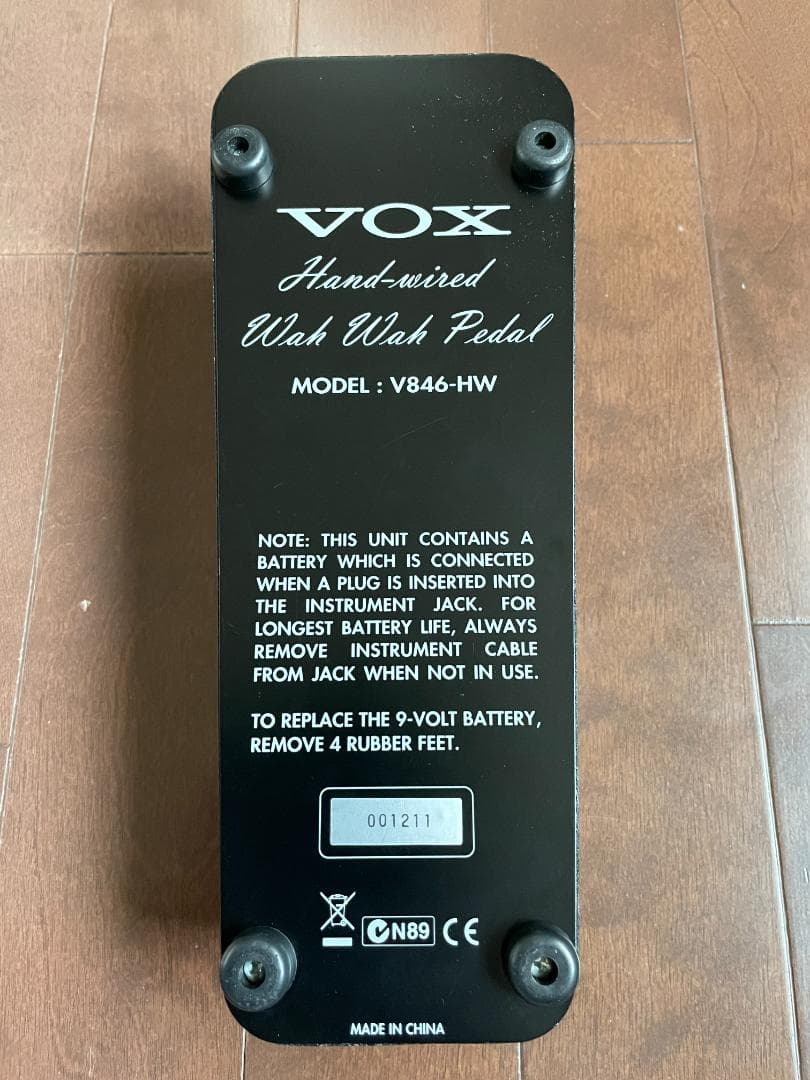 VOX
Hand-wired
Wah Wah Pedal
MODEL : V846-HW
NOTE: THIS UNIT CONTAINS A
BATTERY WHICH IS CONNECTED
WHEN A PLUG IS INSERTED INTO
THE INSTRUMENT JACK. FOR
LONGEST BATTERY LIFE, ALWAYS
REMOVE INSTRUMENT CABLE
FROM JACK WHEN NOT IN USE.
TO REPLACE THE 9-VOLT BATTERY,
REMOVE 4 RUBBER FEET.
001211
N89 CE
MADE IN CHINA